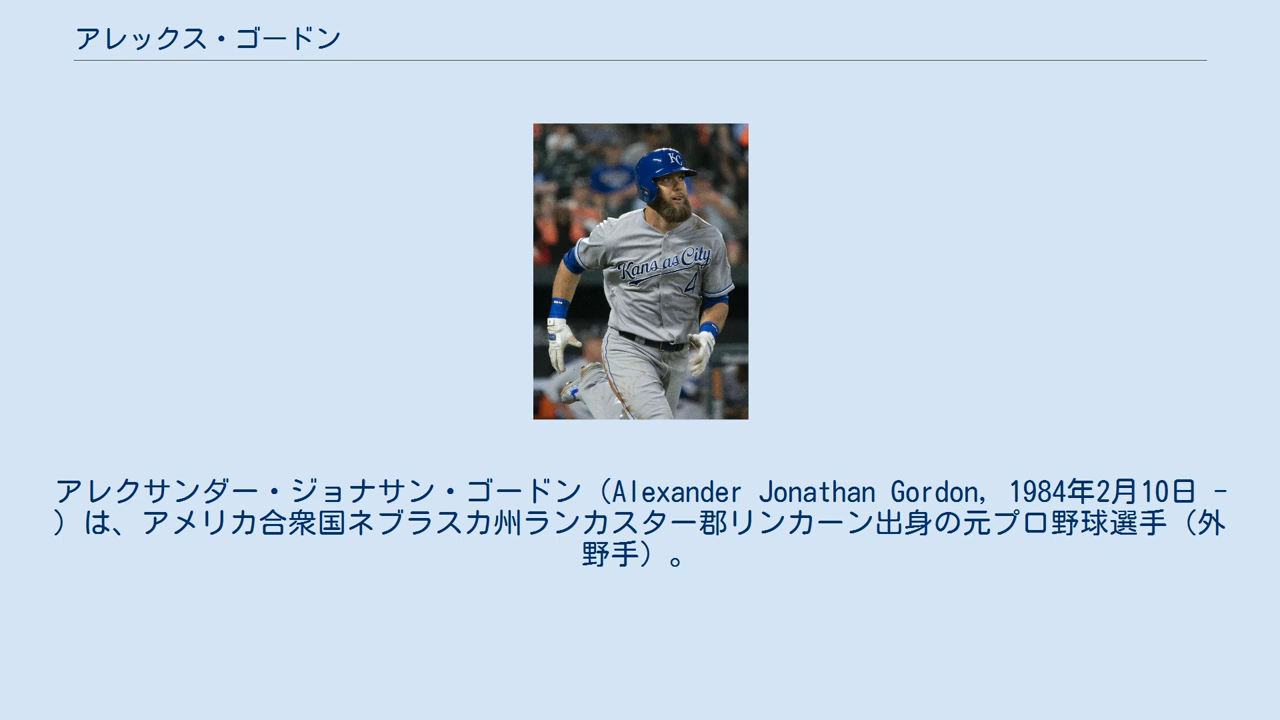 アレックス・ゴードン
KC
Kansas City
4
アレクサンダー・ジョナサン・ゴードン（Alexander Jonathan Gordon, 1984年2月10日 -
）は、アメリカ合衆国ネブラスカ州ランカスター郡リンカーン出身の元プロ野球選手（外
野手）。